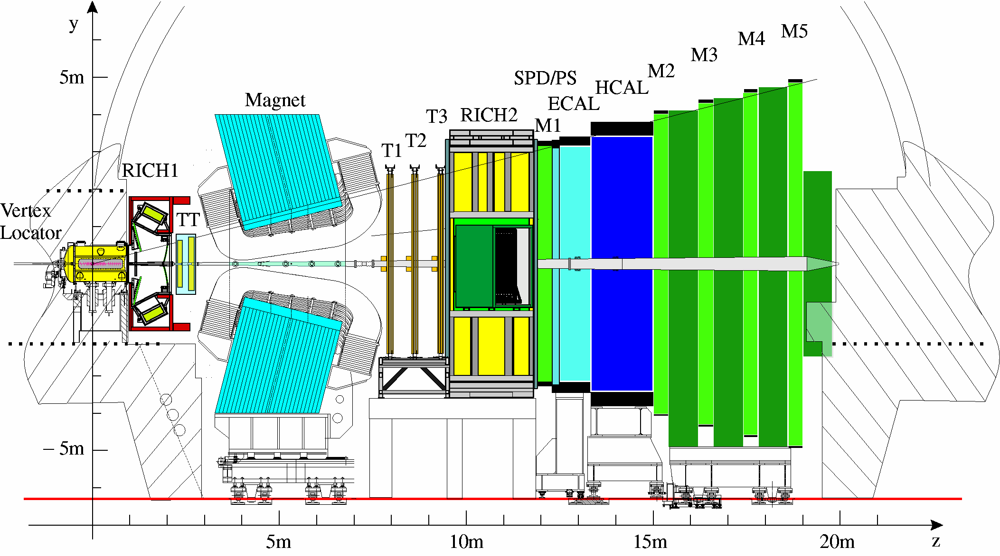 y
5m
− 5m
Vertex
Locator
RICH1
TT
Magnet
T1
T2
T3
RICH2
M1
SPD/PS
ECAL
HCAL
M2
M3
M4
M5
5m
10m
15m
20m
z